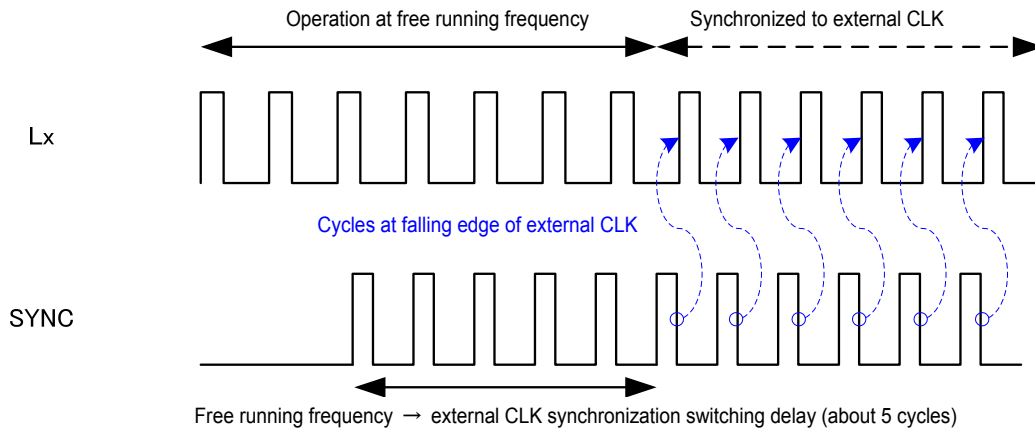 Operation at free running frequency
Synchronized to external CLK
Lx
Cycles at falling edge of external CLK
SYNC
Free running frequency → external CLK synchronization switching delay (about 5 cycles)